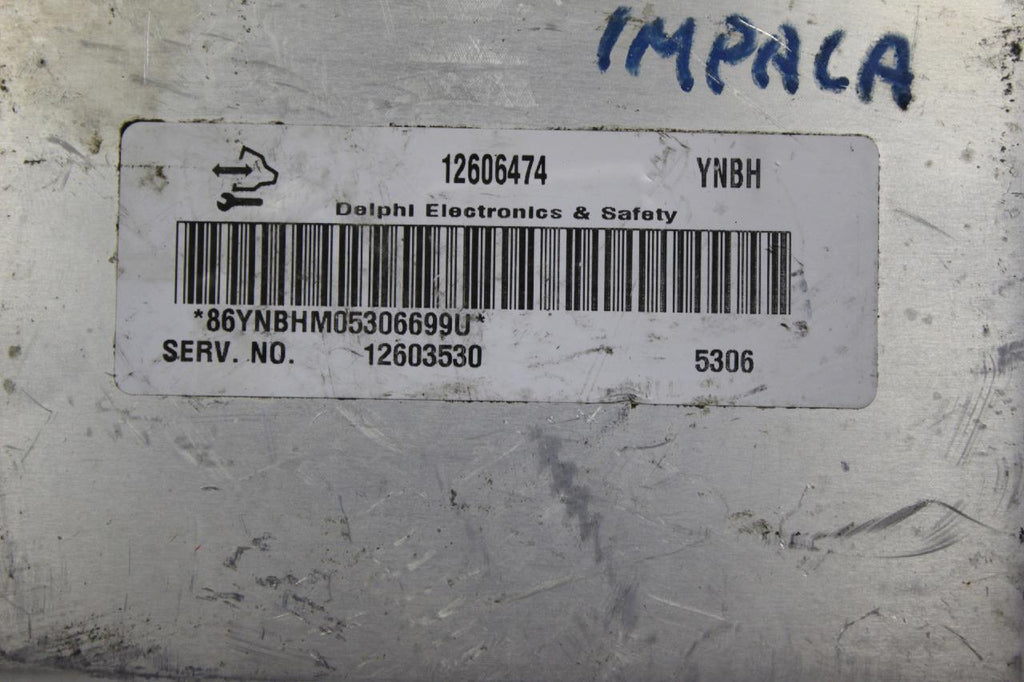 IMPALA
12606474 YNBH
Delphi Electronics & Safety
*86YNBHM05306699U*
SERV. NO. 12603530 5306